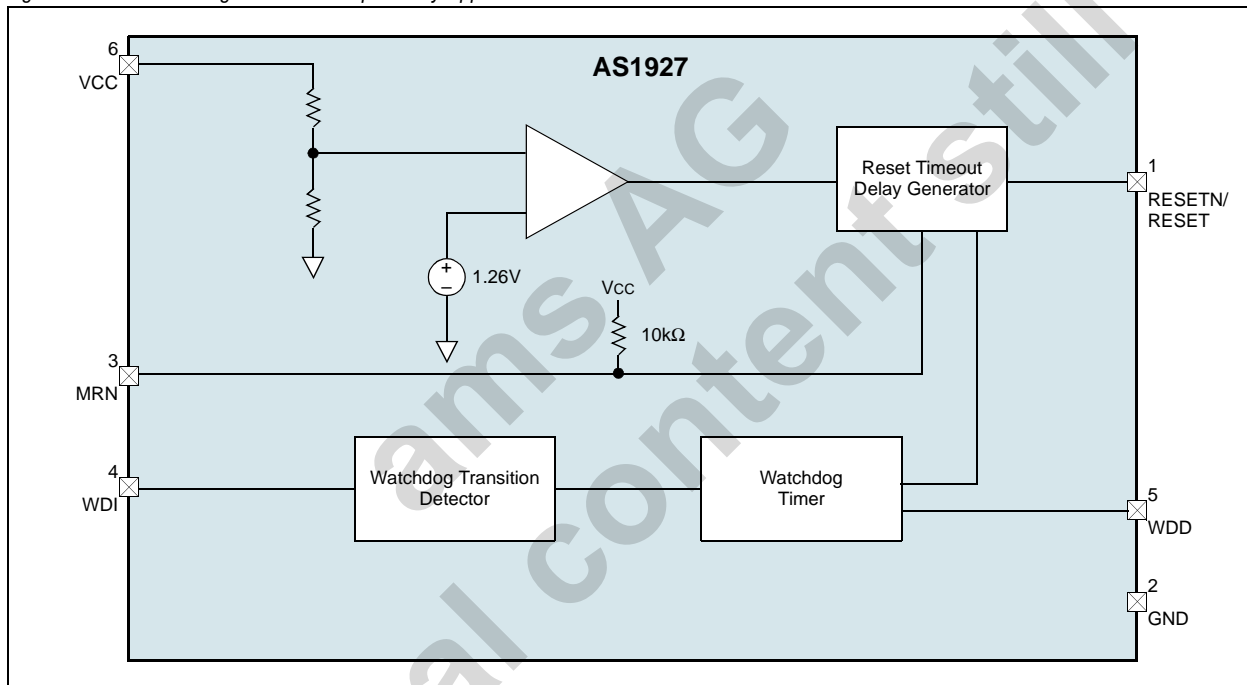 AS1927
6
VCC
Reset Timeout
Delay Generator
1
RESETN/
RESET
+
−
1.26V
VCC
10kΩ
3
MRN
4
WDI
Watchdog Transition
Detector
Watchdog
Timer
5
WDD
2
GND
ams AG
content still